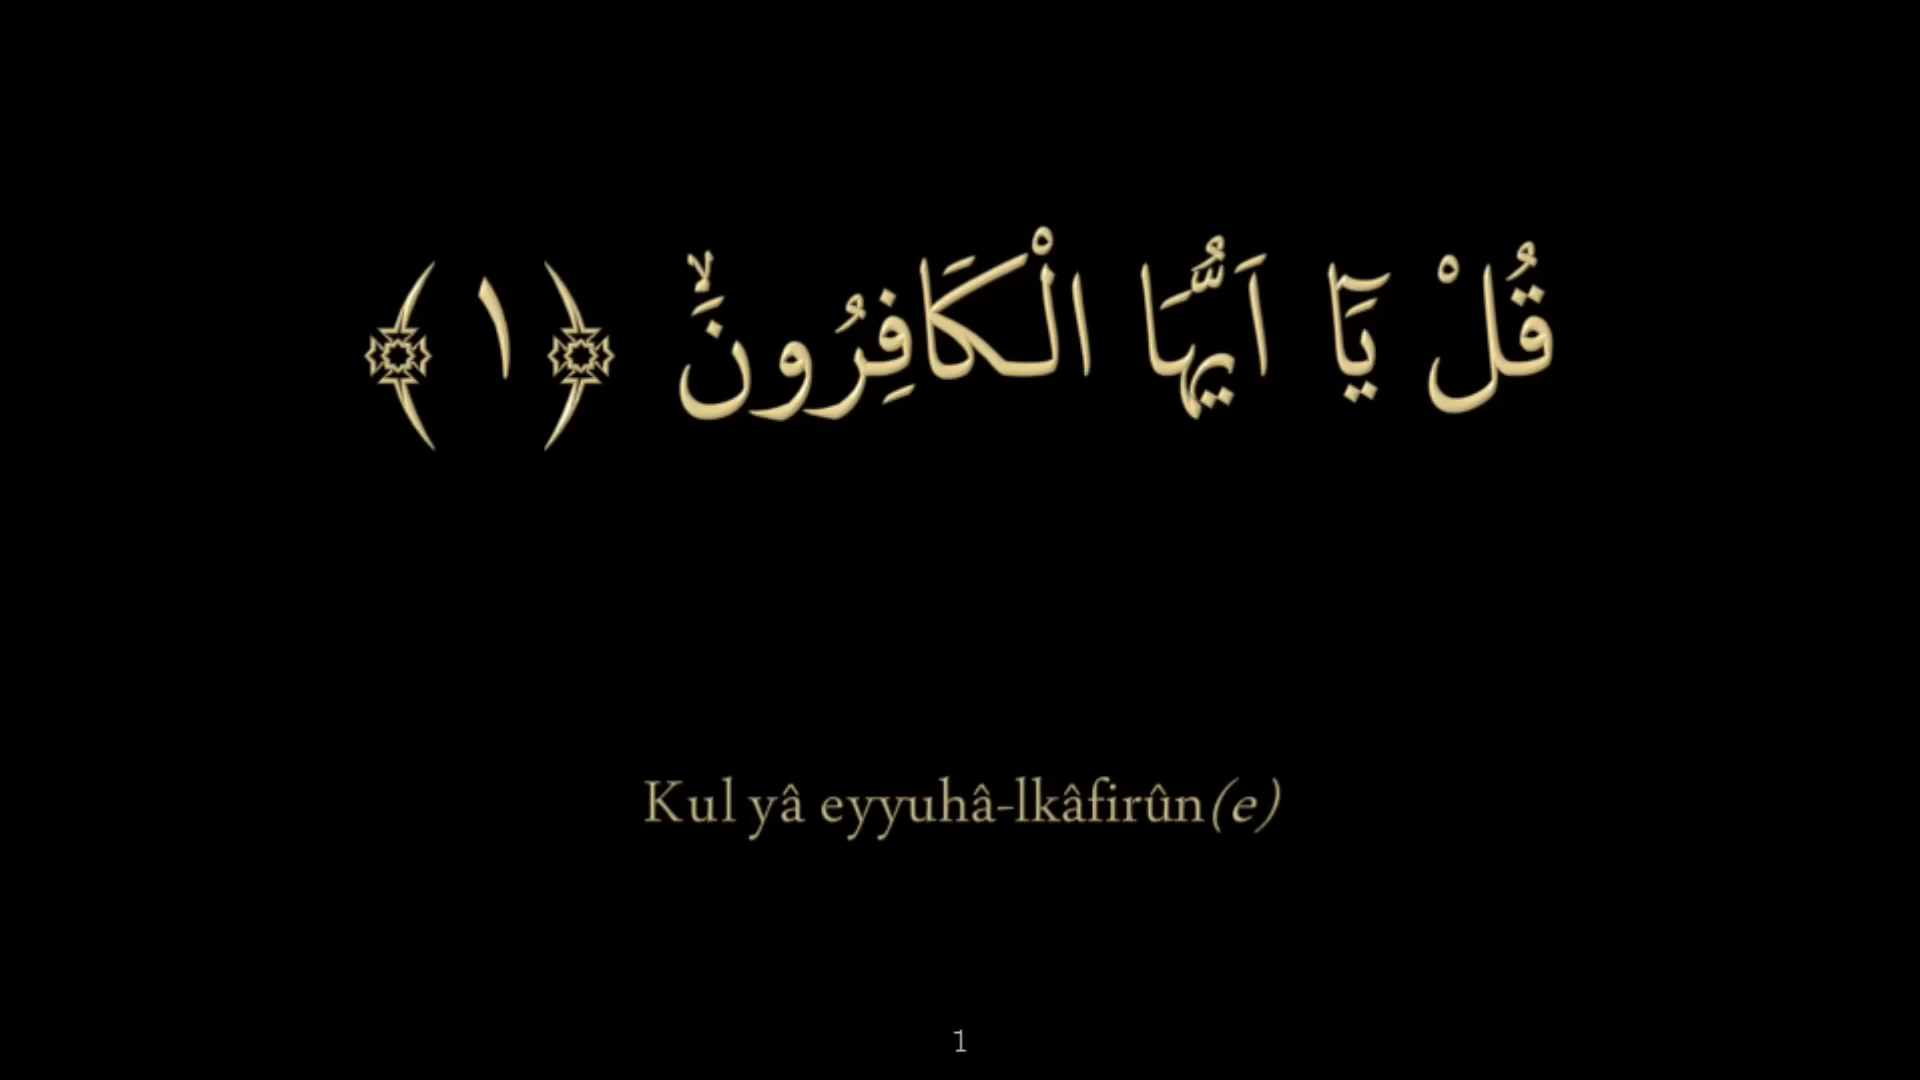 قُلْ يَٓا اَيُّهَا الْكَافِرُونَۙ ﴿١﴾
Kul yâ eyyuhâ-lkâfirûn(e)
1